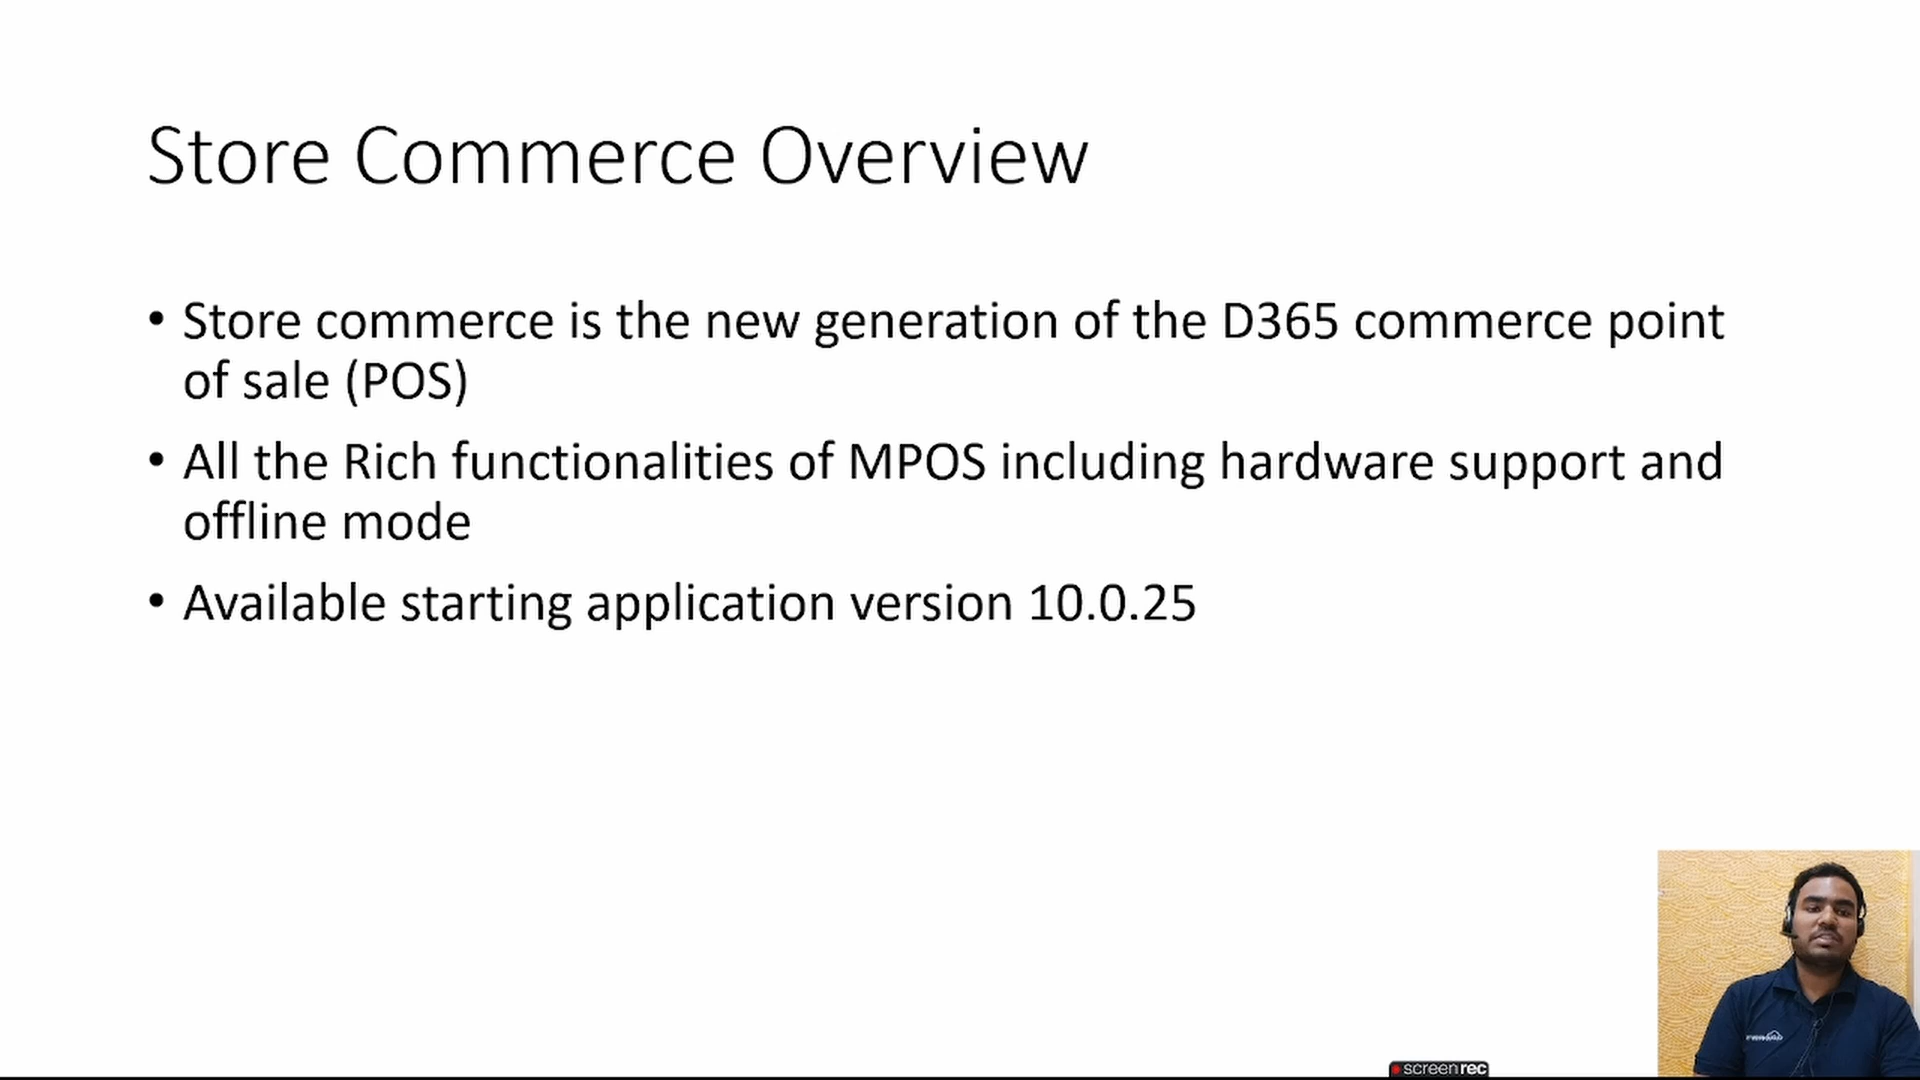 Store Commerce Overview
• Store commerce is the new generation of the D365 commerce point
of sale (POS)
• All the Rich functionalities of MPOS including hardware support and
offline mode
• Available starting application version 10.0.25
screenrec